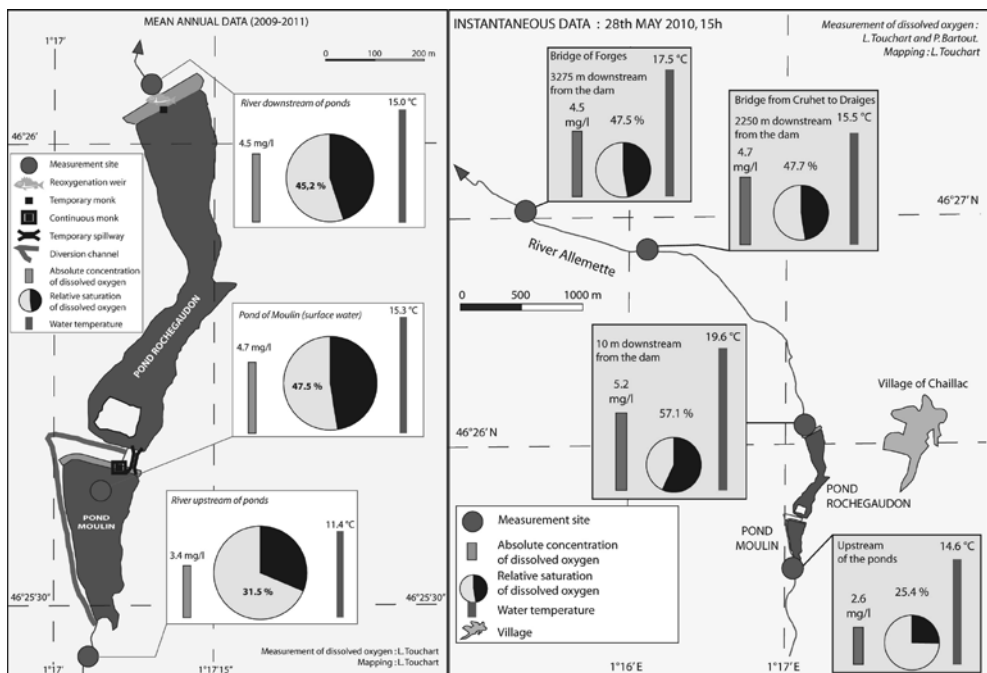 MEAN ANNUAL DATA (2009-2011)
1°17'
1°17'15"
0 100 200 m
46°26'
River downstream of ponds
15.0 °C
4.5 mg/l
45,2 %
Measurement site
Reoxygenation weir
Temporary monk
Continuous monk
Temporary spillway
Diversion channel
Absolute concentration
of dissolved oxygen
Relative saturation
of dissolved oxygen
Water temperature
POND ROCHEGAUDON
Pond of Moulin (surface water)
15.3 °C
4.7 mg/l
47.5 %
POND
MOULIN
River upstream of ponds
11.4 °C
3.4 mg/l
31.5 %
46°25'30"
46°25'30"
Measurement of dissolved oxygen : L.Touchart
Mapping : L.Touchart
1°17'
1°17'15"
INSTANTANEOUS DATA : 28th MAY 2010, 15h
Measurement of dissolved oxygen :
L.Touchart and P.Bartout.
Mapping : L.Touchart
Bridge of Forges
17.5 °C
3275 m downstream
from the dam
4.5
mg/l
47.5 %
Bridge from Cruhet to Draiges
2250 m downstream
from the dam
15.5 °C
4.7
mg/l
47.7 %
46°27' N
River Allemette
0 500 1000 m
10 m downstream
from the dam
19.6 °C
5.2
mg/l
57.1 %
Village of Chaillac
46°26' N
46°26' N
POND
ROCHEGAUDON
POND
MOULIN
Measurement site
Absolute concentration
of dissolved oxygen
Relative saturation
of dissolved oxygen
Water temperature
Village
Upstream
of the ponds
14.6 °C
2.6
mg/l
25.4 %
1°16' E
1°17' E